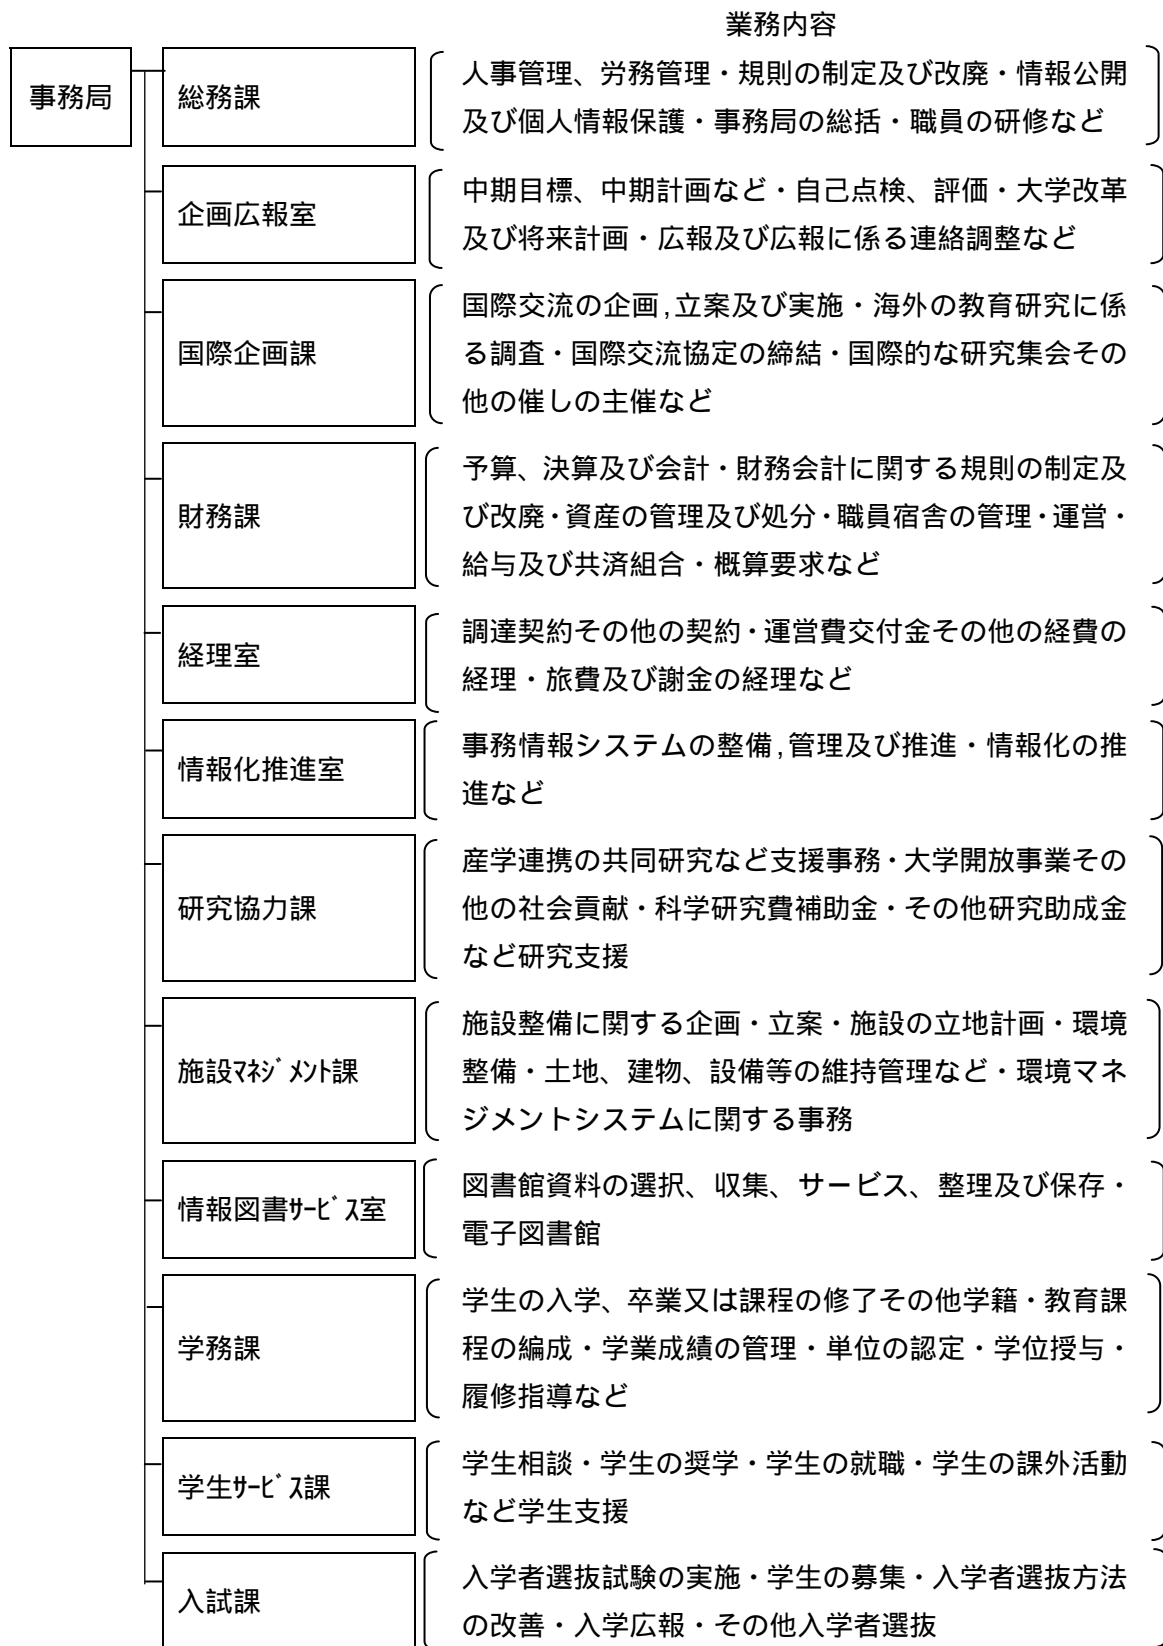 業務内容
事務局
総務課
人事管理、労務管理・規則の制定及び改廃・情報公開
及び個人情報保護・事務局の総括・職員の研修など
企画広報室
中期目標、中期計画など・自己点検、評価・大学改革
及び将来計画・広報及び広報に係る連絡調整など
国際企画課
国際交流の企画,立案及び実施・海外の教育研究に係
る調査・国際交流協定の締結・国際的な研究集会その
他の催しの主催など
財務課
予算、決算及び会計・財務会計に関する規則の制定及
び改廃・資産の管理及び処分・職員宿舎の管理・運営・
給与及び共済組合・概算要求など
経理室
調達契約その他の契約・運営費交付金その他の経費の
経理・旅費及び謝金の経理など
情報化推進室
事務情報システムの整備,管理及び推進・情報化の推
進など
研究協力課
産学連携の共同研究など支援事務・大学開放事業その
他の社会貢献・科学研究費補助金・その他研究助成金
など研究支援
施設ﾏﾈｼﾞﾒﾝﾄ課
施設整備に関する企画・立案・施設の立地計画・環境
整備・土地、建物、設備等の維持管理など・環境マネ
ジメントシステムに関する事務
情報図書ｻｰﾋﾞｽ室
図書館資料の選択、収集、サービス、整理及び保存・
電子図書館
学務課
学生の入学、卒業又は課程の修了その他学籍・教育課
程の編成・学業成績の管理・単位の認定・学位授与・
履修指導など
学生ｻｰﾋﾞｽ課
学生相談・学生の奨学・学生の就職・学生の課外活動
など学生支援
入試課
入学者選抜試験の実施・学生の募集・入学者選抜方法
の改善・入学広報・その他入学者選抜